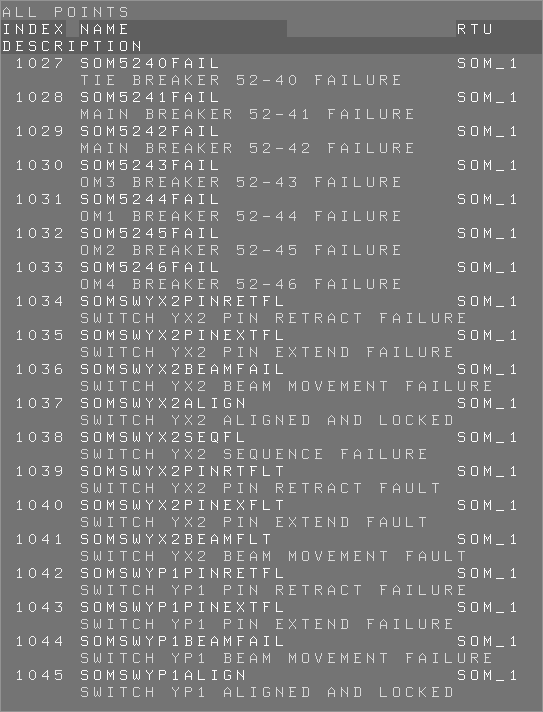 ALL POINTS
INDEX NAME RTU
DESCRIPTION
1027 SOM5240FAIL SOM_1
TIE BREAKER 52-40 FAILURE
1028 SOM5241FAIL SOM_1
MAIN BREAKER 52-41 FAILURE
1029 SOM5242FAIL SOM_1
MAIN BREAKER 52-42 FAILURE
1030 SOM5243FAIL SOM_1
OM3 BREAKER 52-43 FAILURE
1031 SOM5244FAIL SOM_1
OM1 BREAKER 52-44 FAILURE
1032 SOM5245FAIL SOM_1
OM2 BREAKER 52-45 FAILURE
1033 SOM5246FAIL SOM_1
OM4 BREAKER 52-46 FAILURE
1034 SOMSWYX2PINRETFL SOM_1
SWITCH YX2 PIN RETRACT FAILURE
1035 SOMSWYX2PINEXTFL SOM_1
SWITCH YX2 PIN EXTEND FAILURE
1036 SOMSWYX2BEAMFAIL SOM_1
SWITCH YX2 BEAM MOVEMENT FAILURE
1037 SOMSWYX2ALIGN SOM_1
SWITCH YX2 ALIGNED AND LOCKED
1038 SOMSWYX2SEQFL SOM_1
SWITCH YX2 SEQUENCE FAILURE
1039 SOMSWYX2PINRTFLT SOM_1
SWITCH YX2 PIN RETRACT FAULT
1040 SOMSWYX2PINEXFLT SOM_1
SWITCH YX2 PIN EXTEND FAULT
1041 SOMSWYX2BEAMFLT SOM_1
SWITCH YX2 BEAM MOVEMENT FAULT
1042 SOMSWYP1PINRETFL SOM_1
SWITCH YP1 PIN RETRACT FAILURE
1043 SOMSWYP1PINEXTFL SOM_1
SWITCH YP1 PIN EXTEND FAILURE
1044 SOMSWYP1BEAMFAIL SOM_1
SWITCH YP1 BEAM MOVEMENT FAILURE
1045 SOMSWYP1ALIGN SOM_1
SWITCH YP1 ALIGNED AND LOCKED